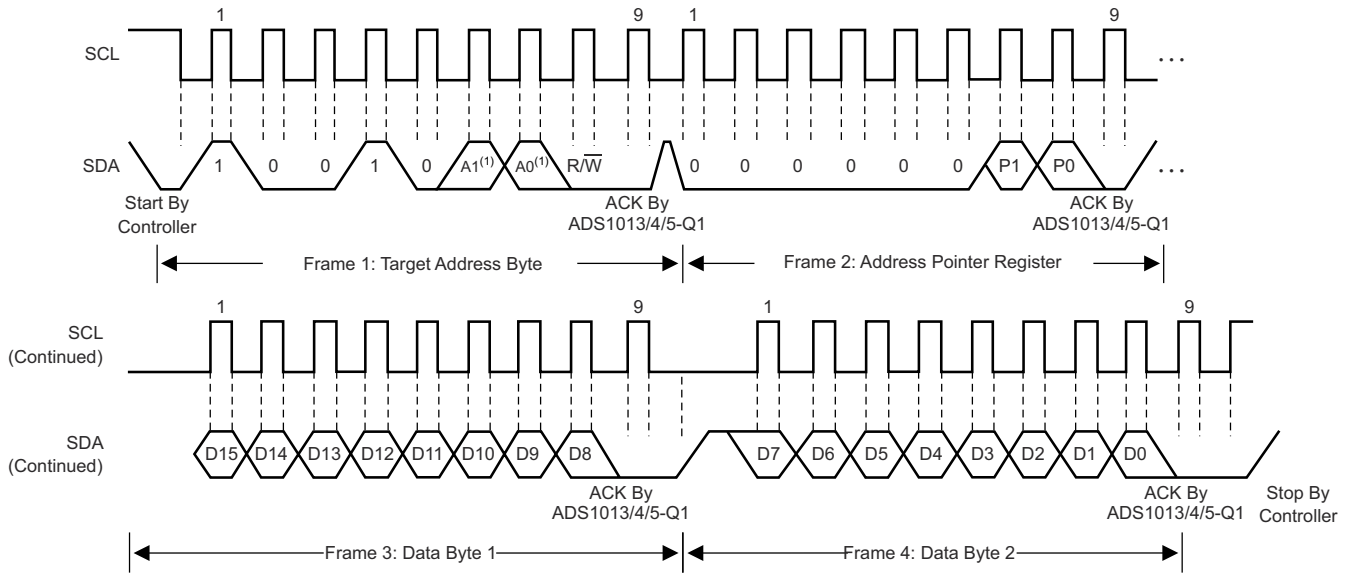 1 9 1 9
SCL
...
SDA
1 0 0 1 0 A1(1) A0(1) R/W 0 0 0 0 0 0 P1 P0
...
Start By
Controller
ACK By
ADS1013/4/5-Q1
ACK By
ADS1013/4/5-Q1
Frame 1: Target Address Byte
Frame 2: Address Pointer Register
1 9 1 9
SCL
(Continued)
SDA
(Continued)
D15 D14 D13 D12 D11 D10 D9 D8 D7 D6 D5 D4 D3 D2 D1 D0
ACK By
ADS1013/4/5-Q1
ACK By
ADS1013/4/5-Q1
Stop By
Controller
Frame 3: Data Byte 1
Frame 4: Data Byte 2